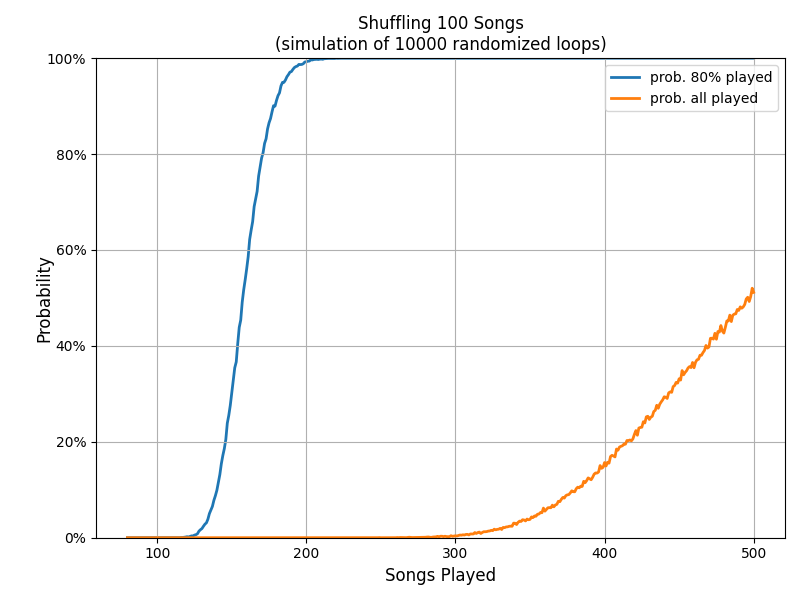 Shuffling 100 Songs
(simulation of 10000 randomized loops)
100%
80%
60%
40%
20%
0%
Probability
prob. 80% played
prob. all played
100
200
300
400
500
Songs Played